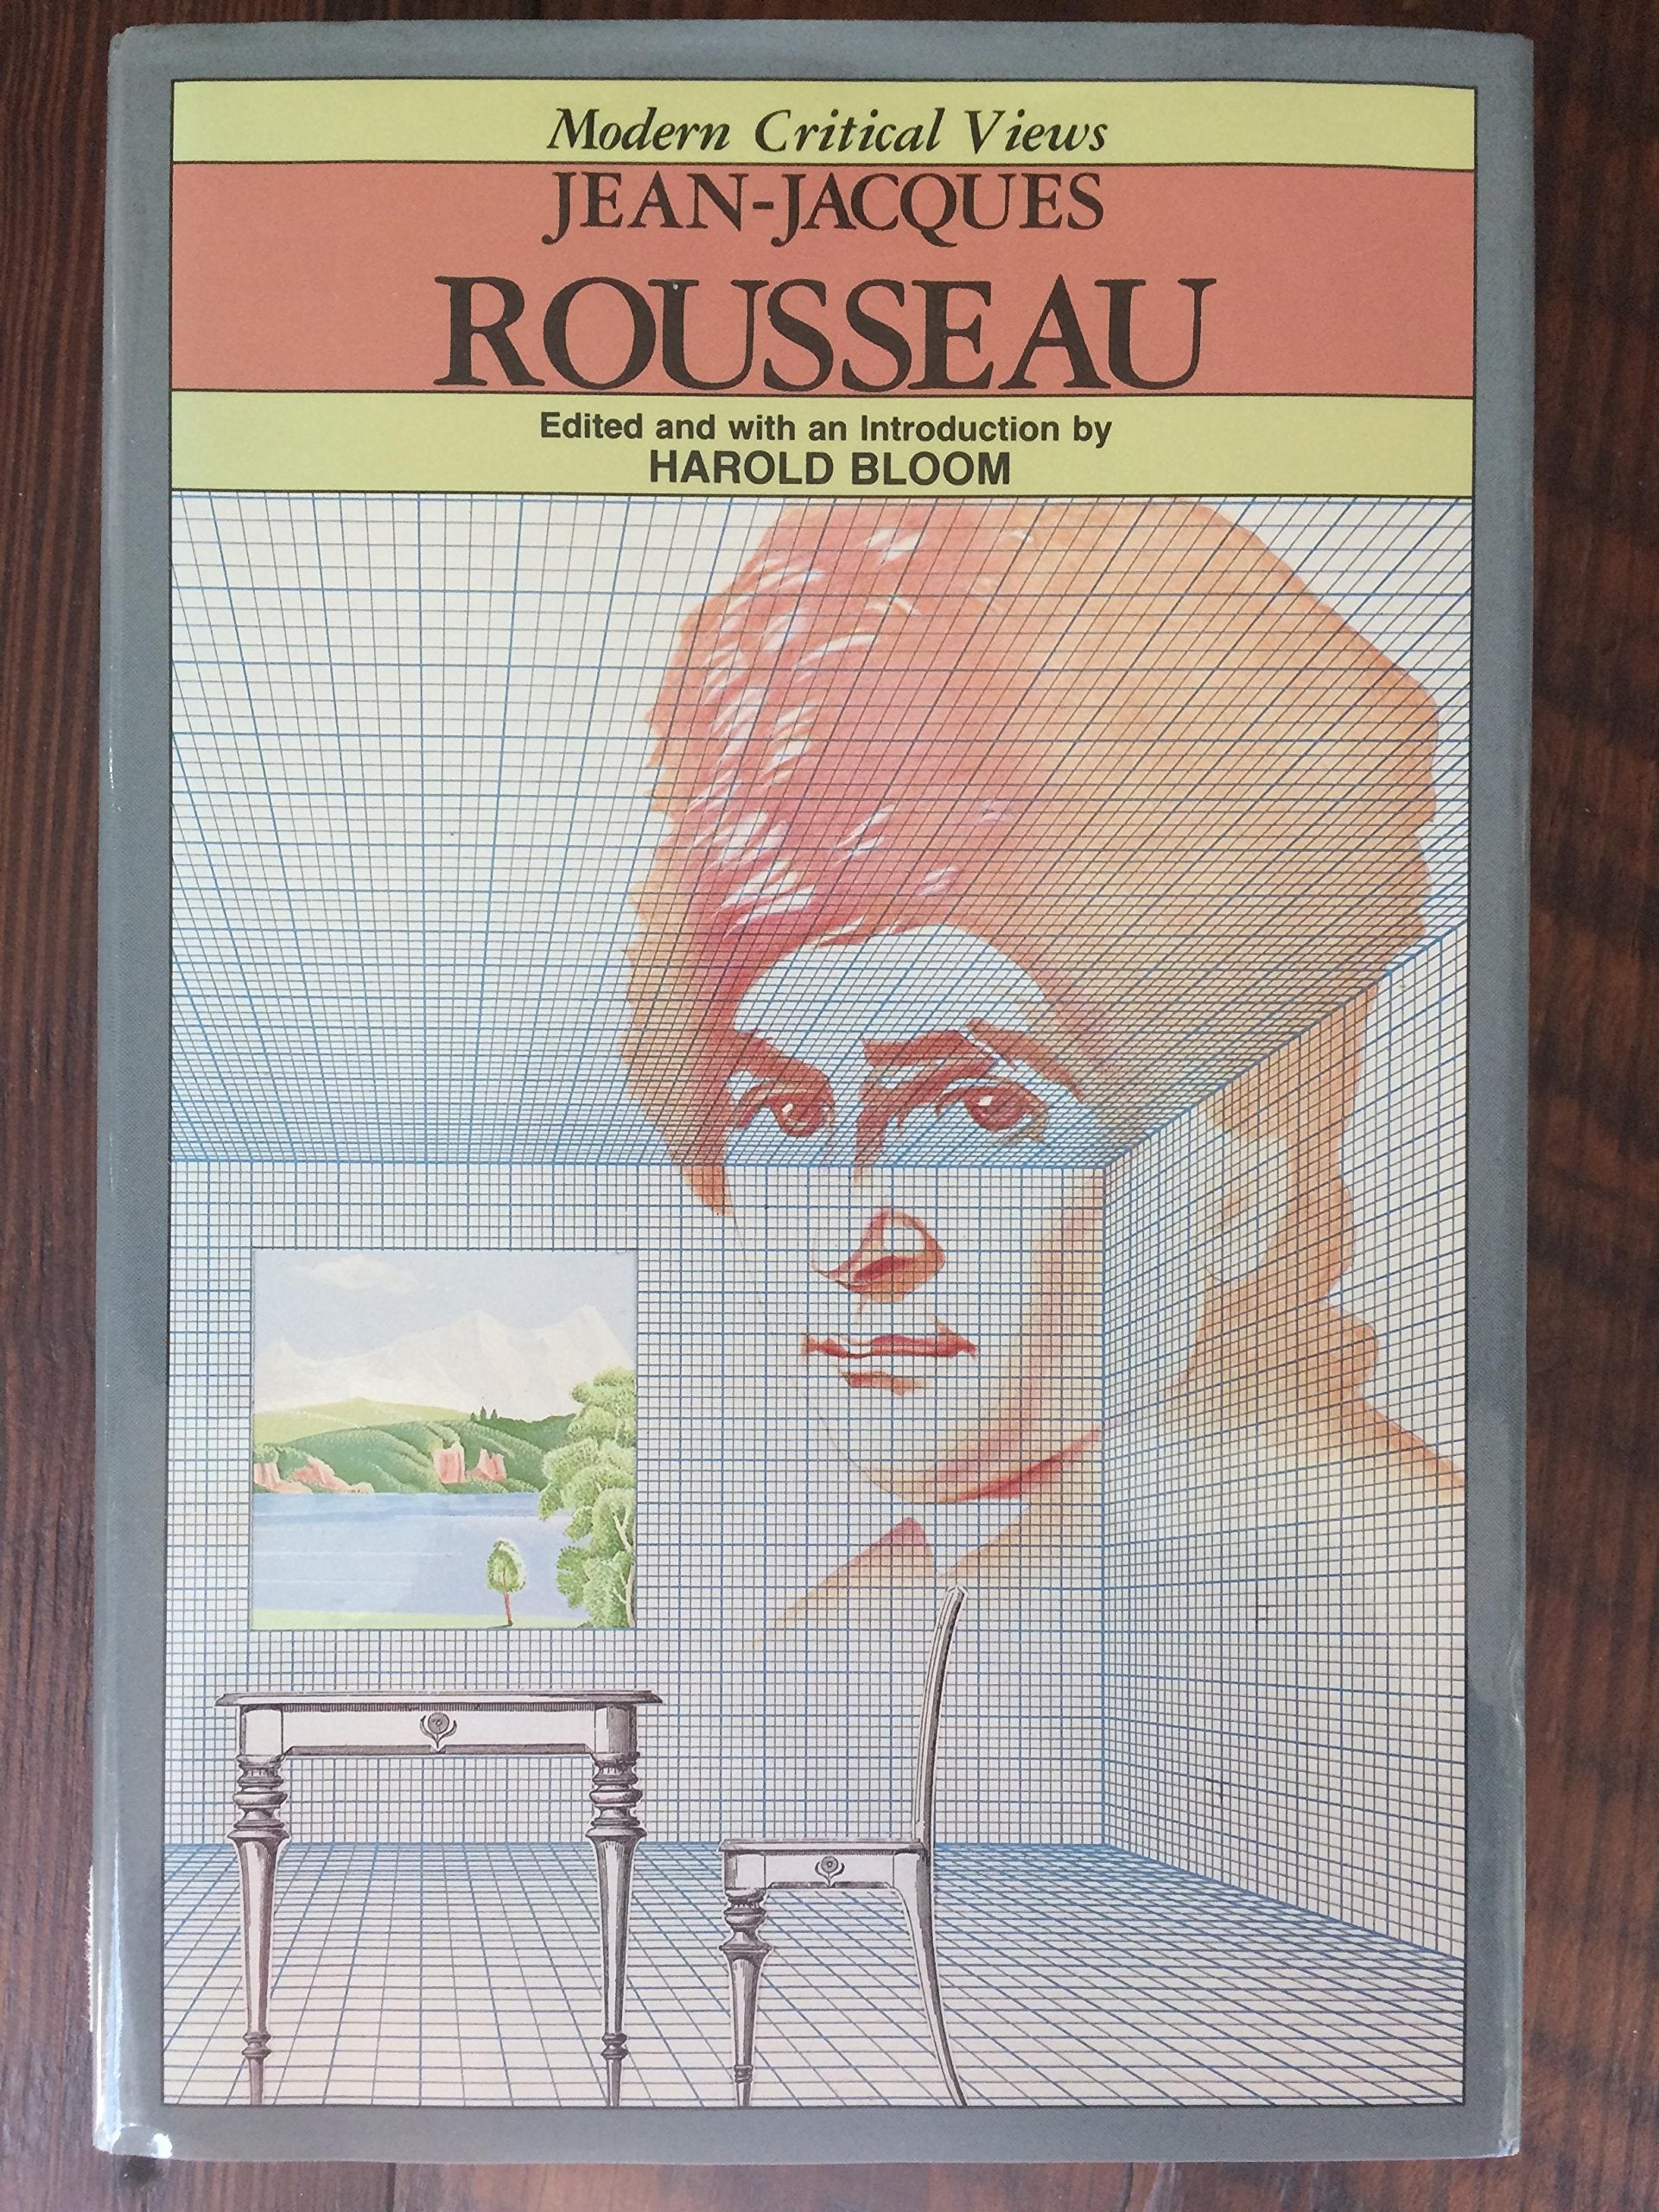 Modern Critical Views
JEAN-JACQUES
ROUSSEAU
Edited and with an Introduction by
HAROLD BLOOM